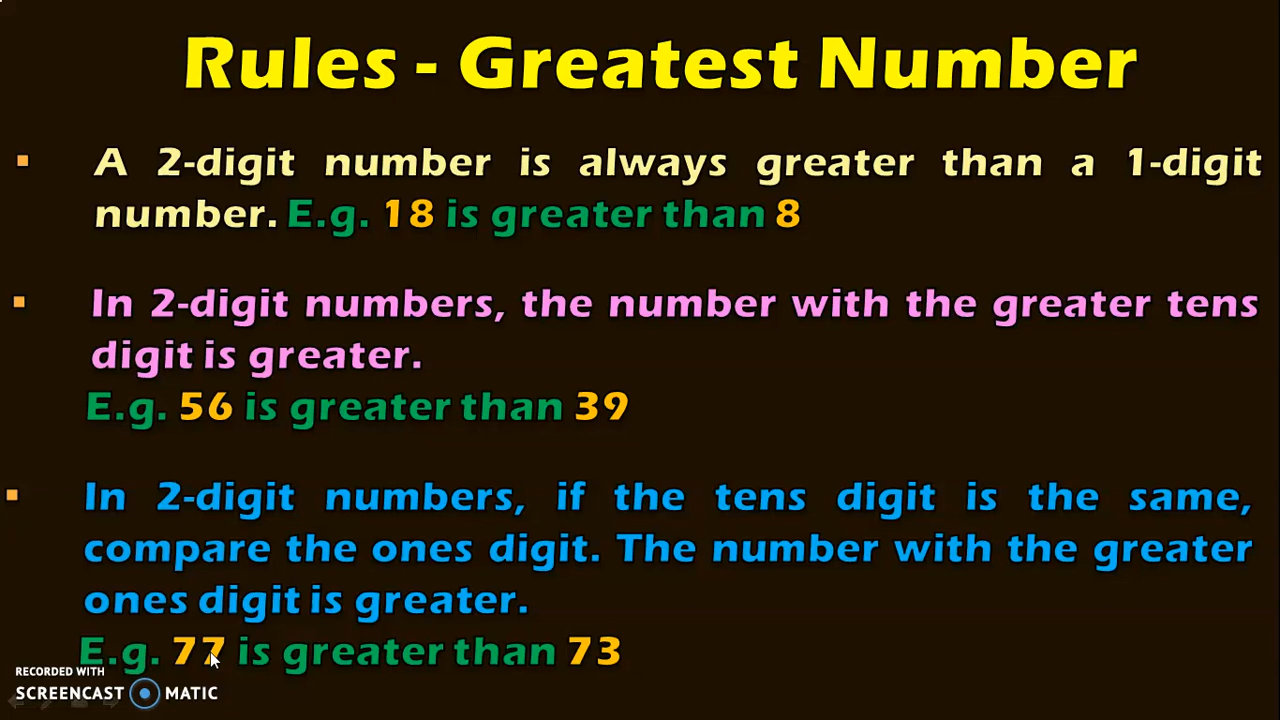 Rules - Greatest Number
A 2-digit number is always greater than a 1-digit
number. E.g. 18 is greater than 8
In 2-digit numbers, the number with the greater tens
digit is greater.
E.g. 56 is greater than 39
In 2-digit numbers, if the tens digit is the same,
compare the ones digit. The number with the greater
ones digit is greater.
E.g. 77 is greater than 73
RECORDED WITH
SCREENCAST MATIC